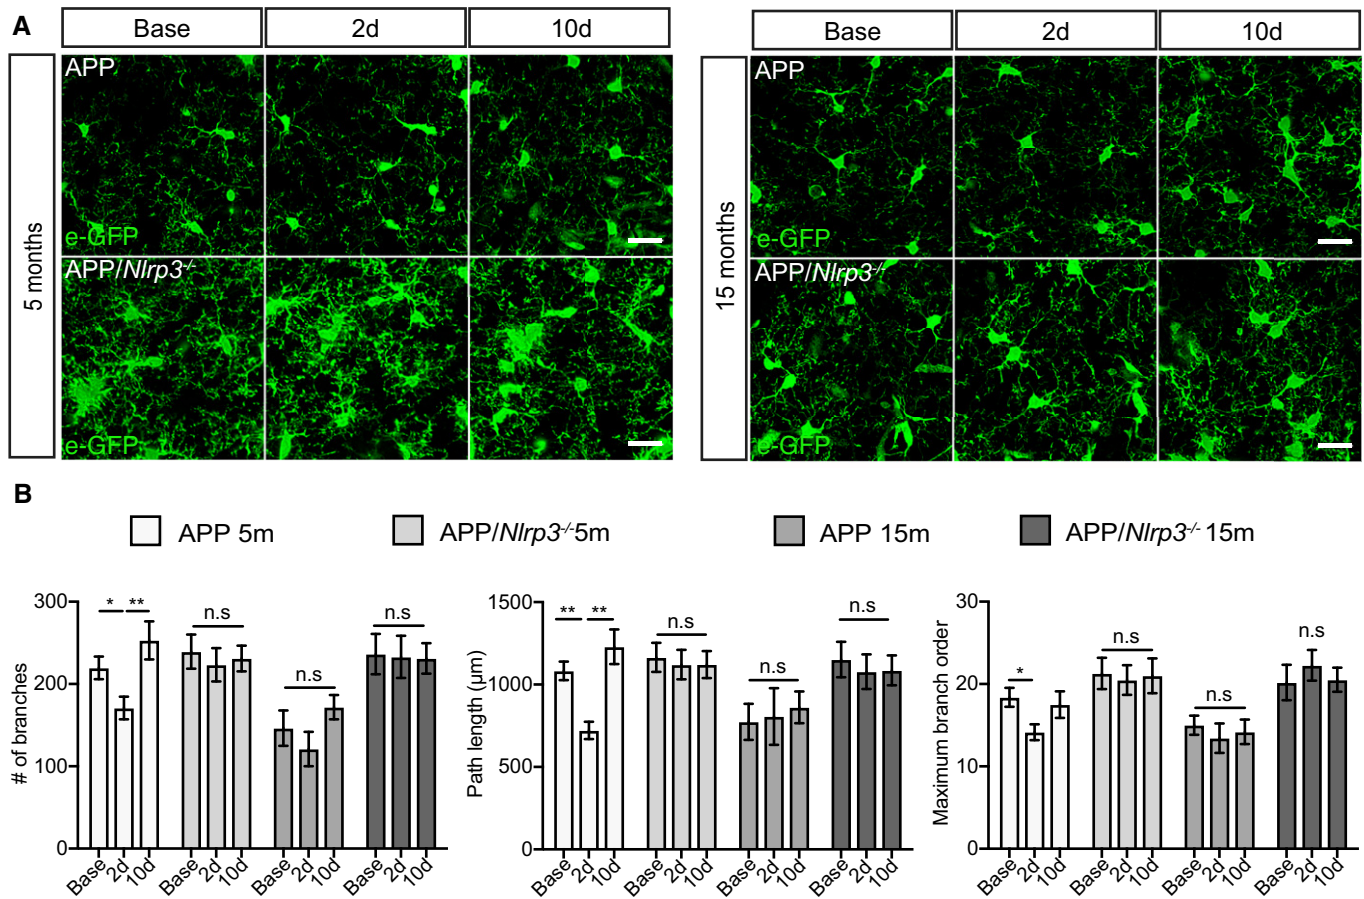 A
Base 2d 10d
Base 2d 10d
5 months
APP
e-GFP
APP/Nlrp3-/-
e-GFP
15 months
APP
e-GFP
APP/Nlrp3-/-
e-GFP
B
APP 5m
APP/Nlrp3-/-5m
APP 15m
APP/Nlrp3-/- 15m
# of branches
300
200
100
0
* **
n.s
n.s
n.s
Base 2d 10d Base 2d 10d Base 2d 10d Base 2d 10d
Path length (μm)
1500
1000
500
0
** **
n.s
n.s
n.s
Base 2d 10d Base 2d 10d Base 2d 10d Base 2d 10d
Maximum branch order
30
20
10
0
*
n.s
n.s
n.s
Base 2d 10d Base 2d 10d Base 2d 10d Base 2d 10d